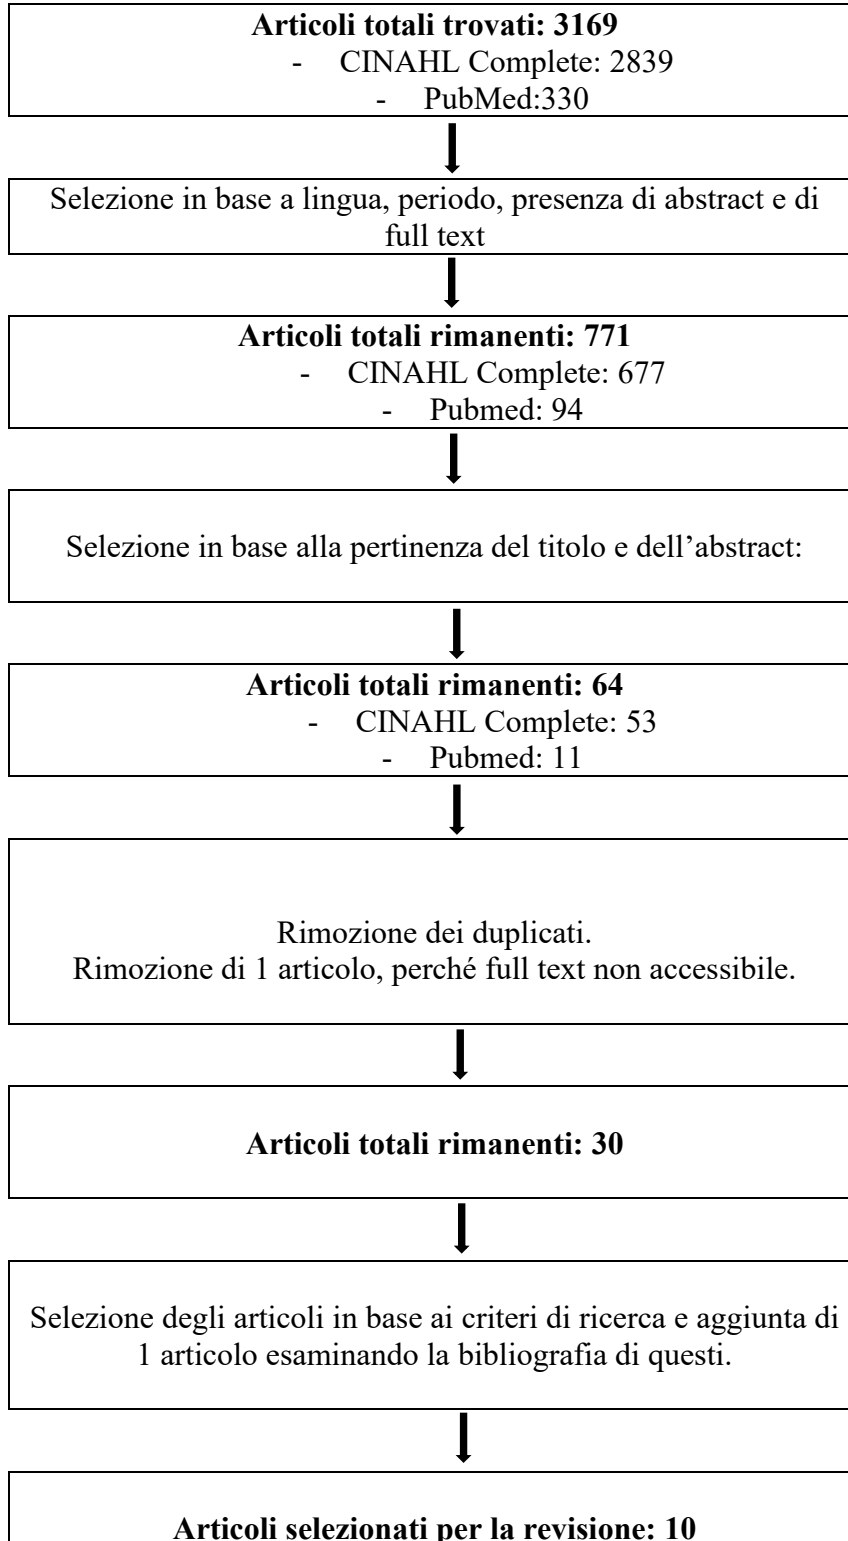 Articoli totali trovati: 3169
- CINAHL Complete: 2839
- PubMed:330
Selezione in base a lingua, periodo, presenza di abstract e di
full text
Articoli totali rimanenti: 771
- CINAHL Complete: 677
- Pubmed: 94
Selezione in base alla pertinenza del titolo e dell’abstract:
Articoli totali rimanenti: 64
- CINAHL Complete: 53
- Pubmed: 11
Rimozione dei duplicati.
Rimozione di 1 articolo, perché full text non accessibile.
Articoli totali rimanenti: 30
Selezione degli articoli in base ai criteri di ricerca e aggiunta di
1 articolo esaminando la bibliografia di questi.
Articoli selezionati per la revisione: 10